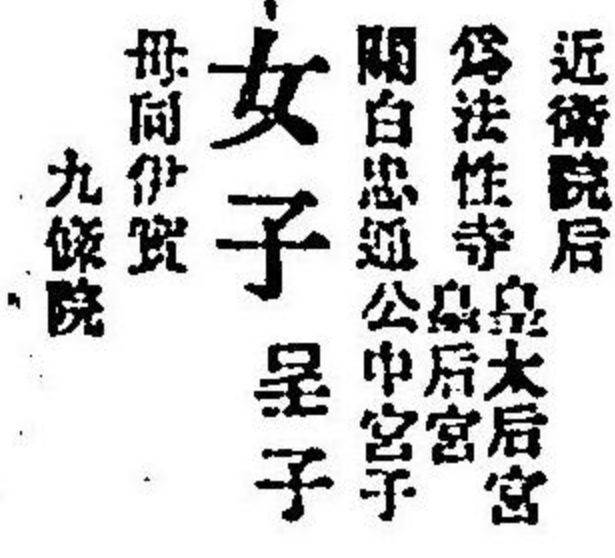 近衛院后
皇太后宮
爲法性寺
皇后宮
關白忠通公中宮子
女子 呈子
母同伊實
九條院